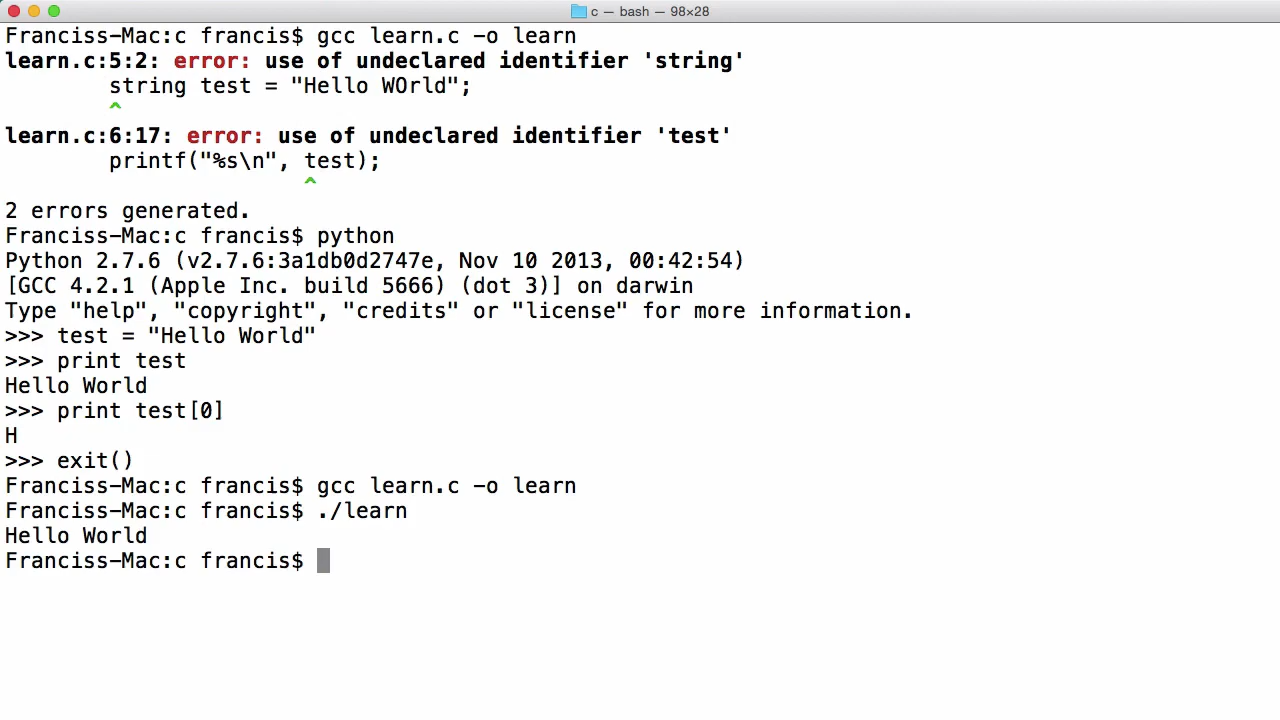 c — bash — 98×28
Franciss-Mac:c francis$ gcc learn.c -o learn
learn.c:5:2: error: use of undeclared identifier 'string'
        string test = "Hello WOrld";
        ^
learn.c:6:17: error: use of undeclared identifier 'test'
        printf("%s\n", test);
                       ^
2 errors generated.
Franciss-Mac:c francis$ python
Python 2.7.6 (v2.7.6:3a1db0d2747e, Nov 10 2013, 00:42:54)
[GCC 4.2.1 (Apple Inc. build 5666) (dot 3)] on darwin
Type "help", "copyright", "credits" or "license" for more information.
>>> test = "Hello World"
>>> print test
Hello World
>>> print test[0]
H
>>> exit()
Franciss-Mac:c francis$ gcc learn.c -o learn
Franciss-Mac:c francis$ ./learn
Hello World
Franciss-Mac:c francis$